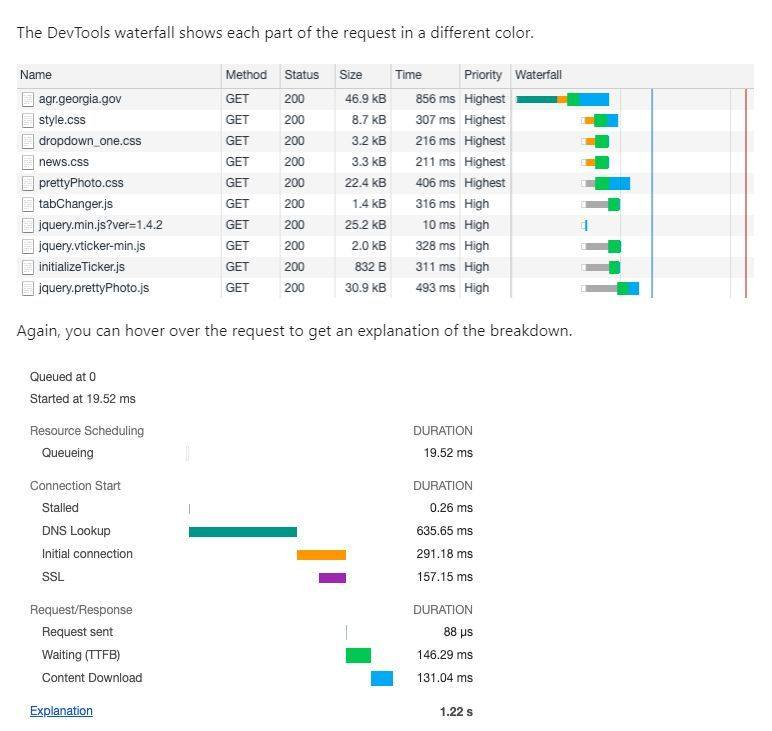 The DevTools waterfall shows each part of the request in a different color.
Name Method Status Size Time Priority Waterfall
agr.georgia.gov GET 200 46.9 kB 856 ms Highest
style.css GET 200 8.7 kB 307 ms Highest
dropdown_one.css GET 200 3.2 kB 216 ms Highest
news.css GET 200 3.3 kB 211 ms Highest
prettyPhoto.css GET 200 22.4 kB 406 ms Highest
tabChanger.js GET 200 1.4 kB 316 ms High
jquery.min.js?ver=1.4.2 GET 200 25.2 kB 10 ms High
jquery.vticker-min.js GET 200 2.0 kB 328 ms High
initializeTicker.js GET 200 832 B 311 ms High
jquery.prettyPhoto.js GET 200 30.9 kB 493 ms High
Again, you can hover over the request to get an explanation of the breakdown.
Queued at 0
Started at 19.52 ms
Resource Scheduling DURATION
Queueing 19.52 ms
Connection Start DURATION
Stalled 0.26 ms
DNS Lookup 635.65 ms
Initial connection 291.18 ms
SSL 157.15 ms
Request/Response DURATION
Request sent 88 µs
Waiting (TTFB) 146.29 ms
Content Download 131.04 ms
Explanation 1.22 s